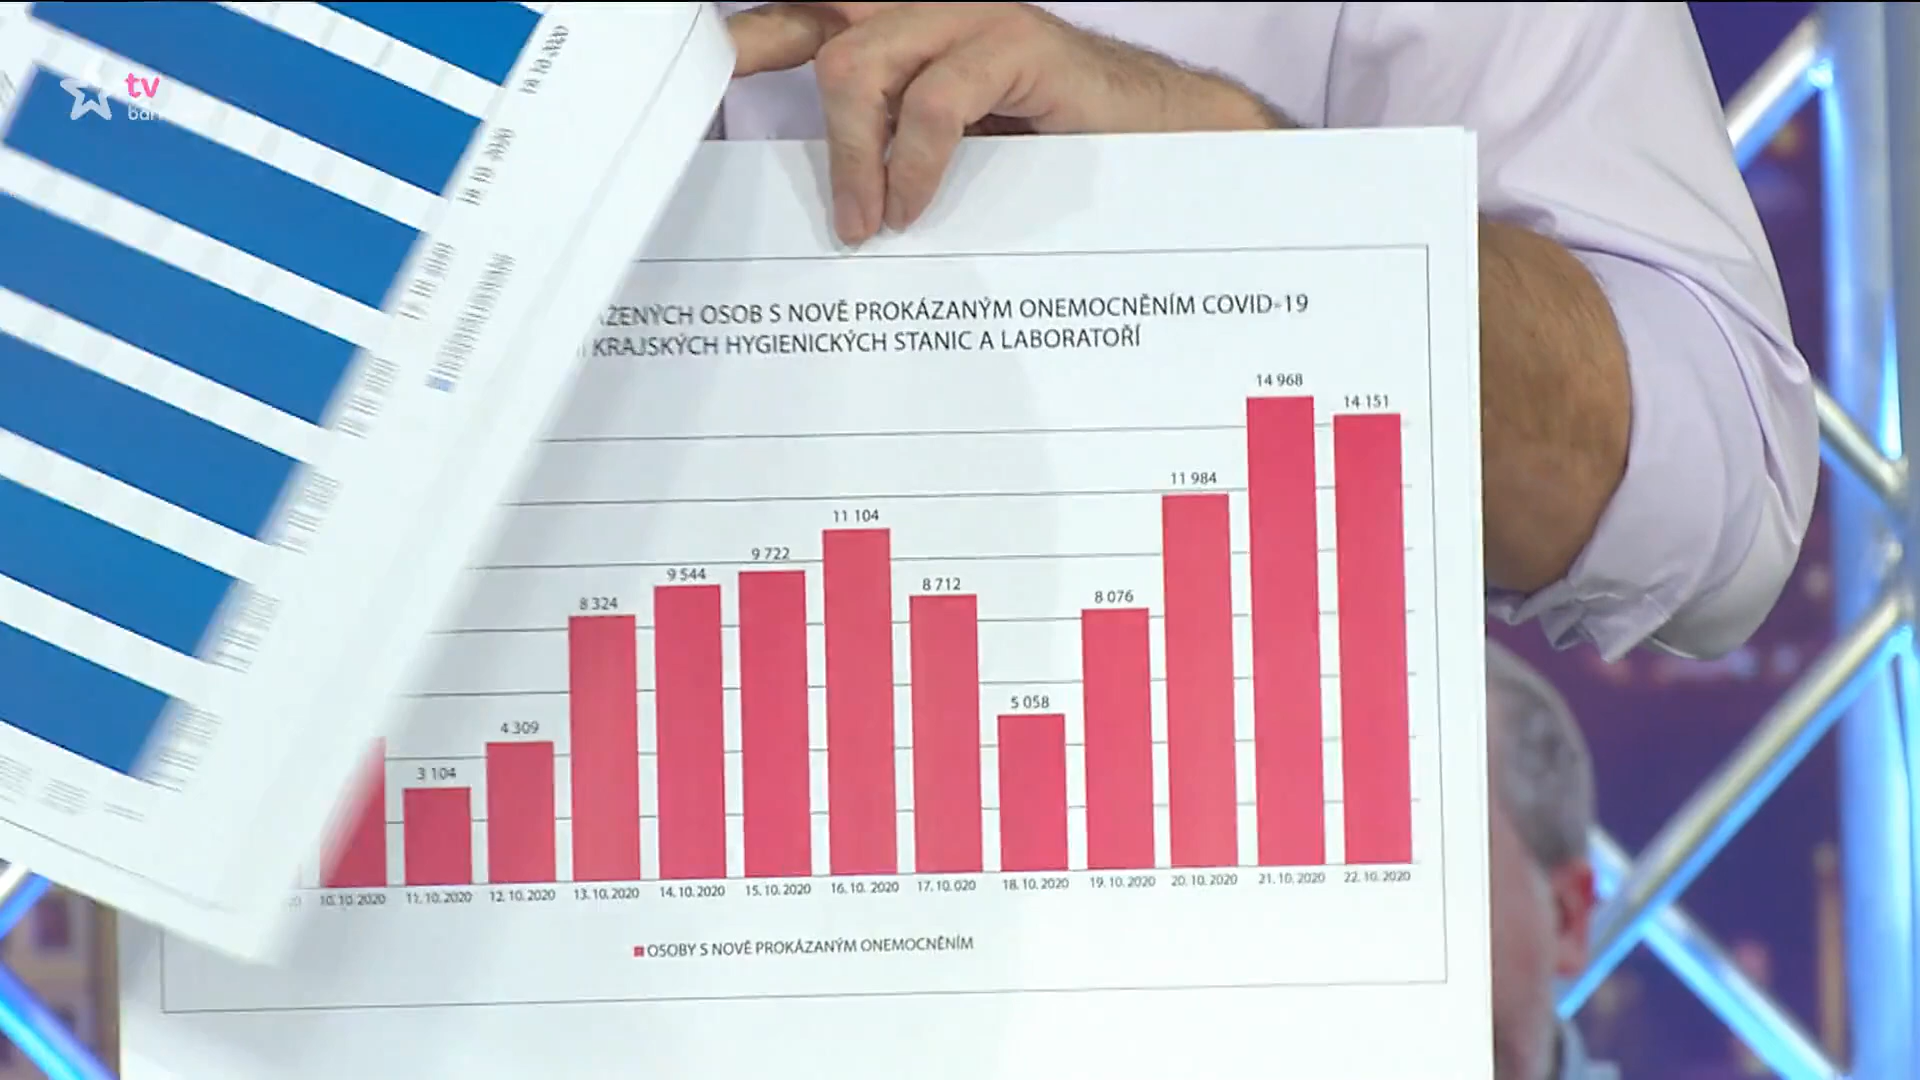 tv
ŽENÝCH OSOB S NOVĚ PROKÁZANÝM ONEMOCNĚNÍM COVID-19
KRAJSKÝCH HYGIENICKÝCH STANIC A LABORATOŘÍ
14 968
14 151
11 984
11 104
9 722
9 544
8 712
8 324
8 076
5 058
4 309
3 104
10. 10. 2020 11. 10. 2020 12. 10. 2020 13. 10. 2020 14. 10. 2020 15. 10. 2020 16. 10. 2020 17. 10. 020 18. 10. 2020 19. 10. 2020 20. 10. 2020 21. 10. 2020 22. 10. 2020
OSOBY S NOVĚ PROKÁZANÝM ONEMOCNĚNÍM